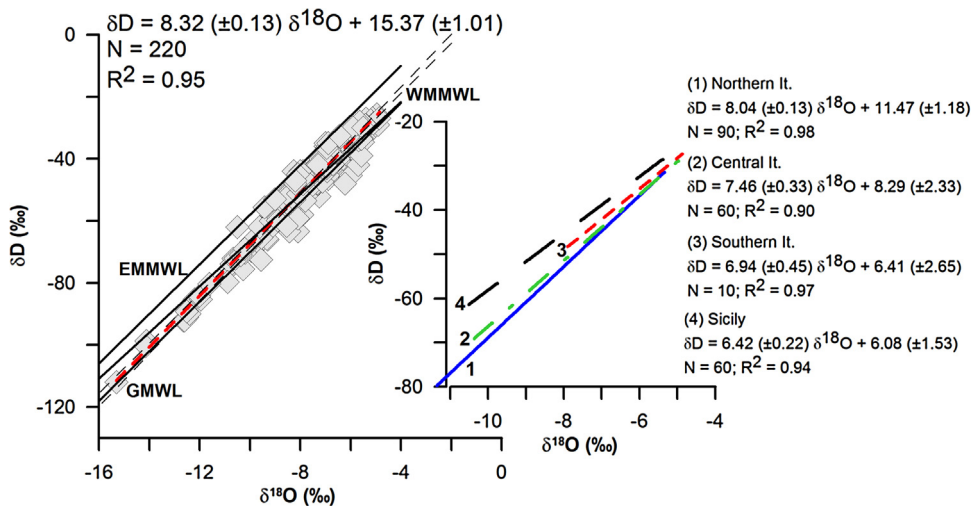 δD = 8.32 (±0.13) δ18O + 15.37 (±1.01)
N = 220
R2 = 0.95
0
-40
-80
-120
δD (‰)
-16
-12
-8
-4
0
δ18O (‰)
EMMWL
GMWL
WMMWL
-20
-40
-60
-80
δD (‰)
-10
-8
-6
-4
δ18O (‰)
4
3
2
1
(1) Northern It.
δD = 8.04 (±0.13) δ18O + 11.47 (±1.18)
N = 90; R2 = 0.98
(2) Central It.
δD = 7.46 (±0.33) δ18O + 8.29 (±2.33)
N = 60; R2 = 0.90
(3) Southern It.
δD = 6.94 (±0.45) δ18O + 6.41 (±2.65)
N = 10; R2 = 0.97
(4) Sicily
δD = 6.42 (±0.22) δ18O + 6.08 (±1.53)
N = 60; R2 = 0.94